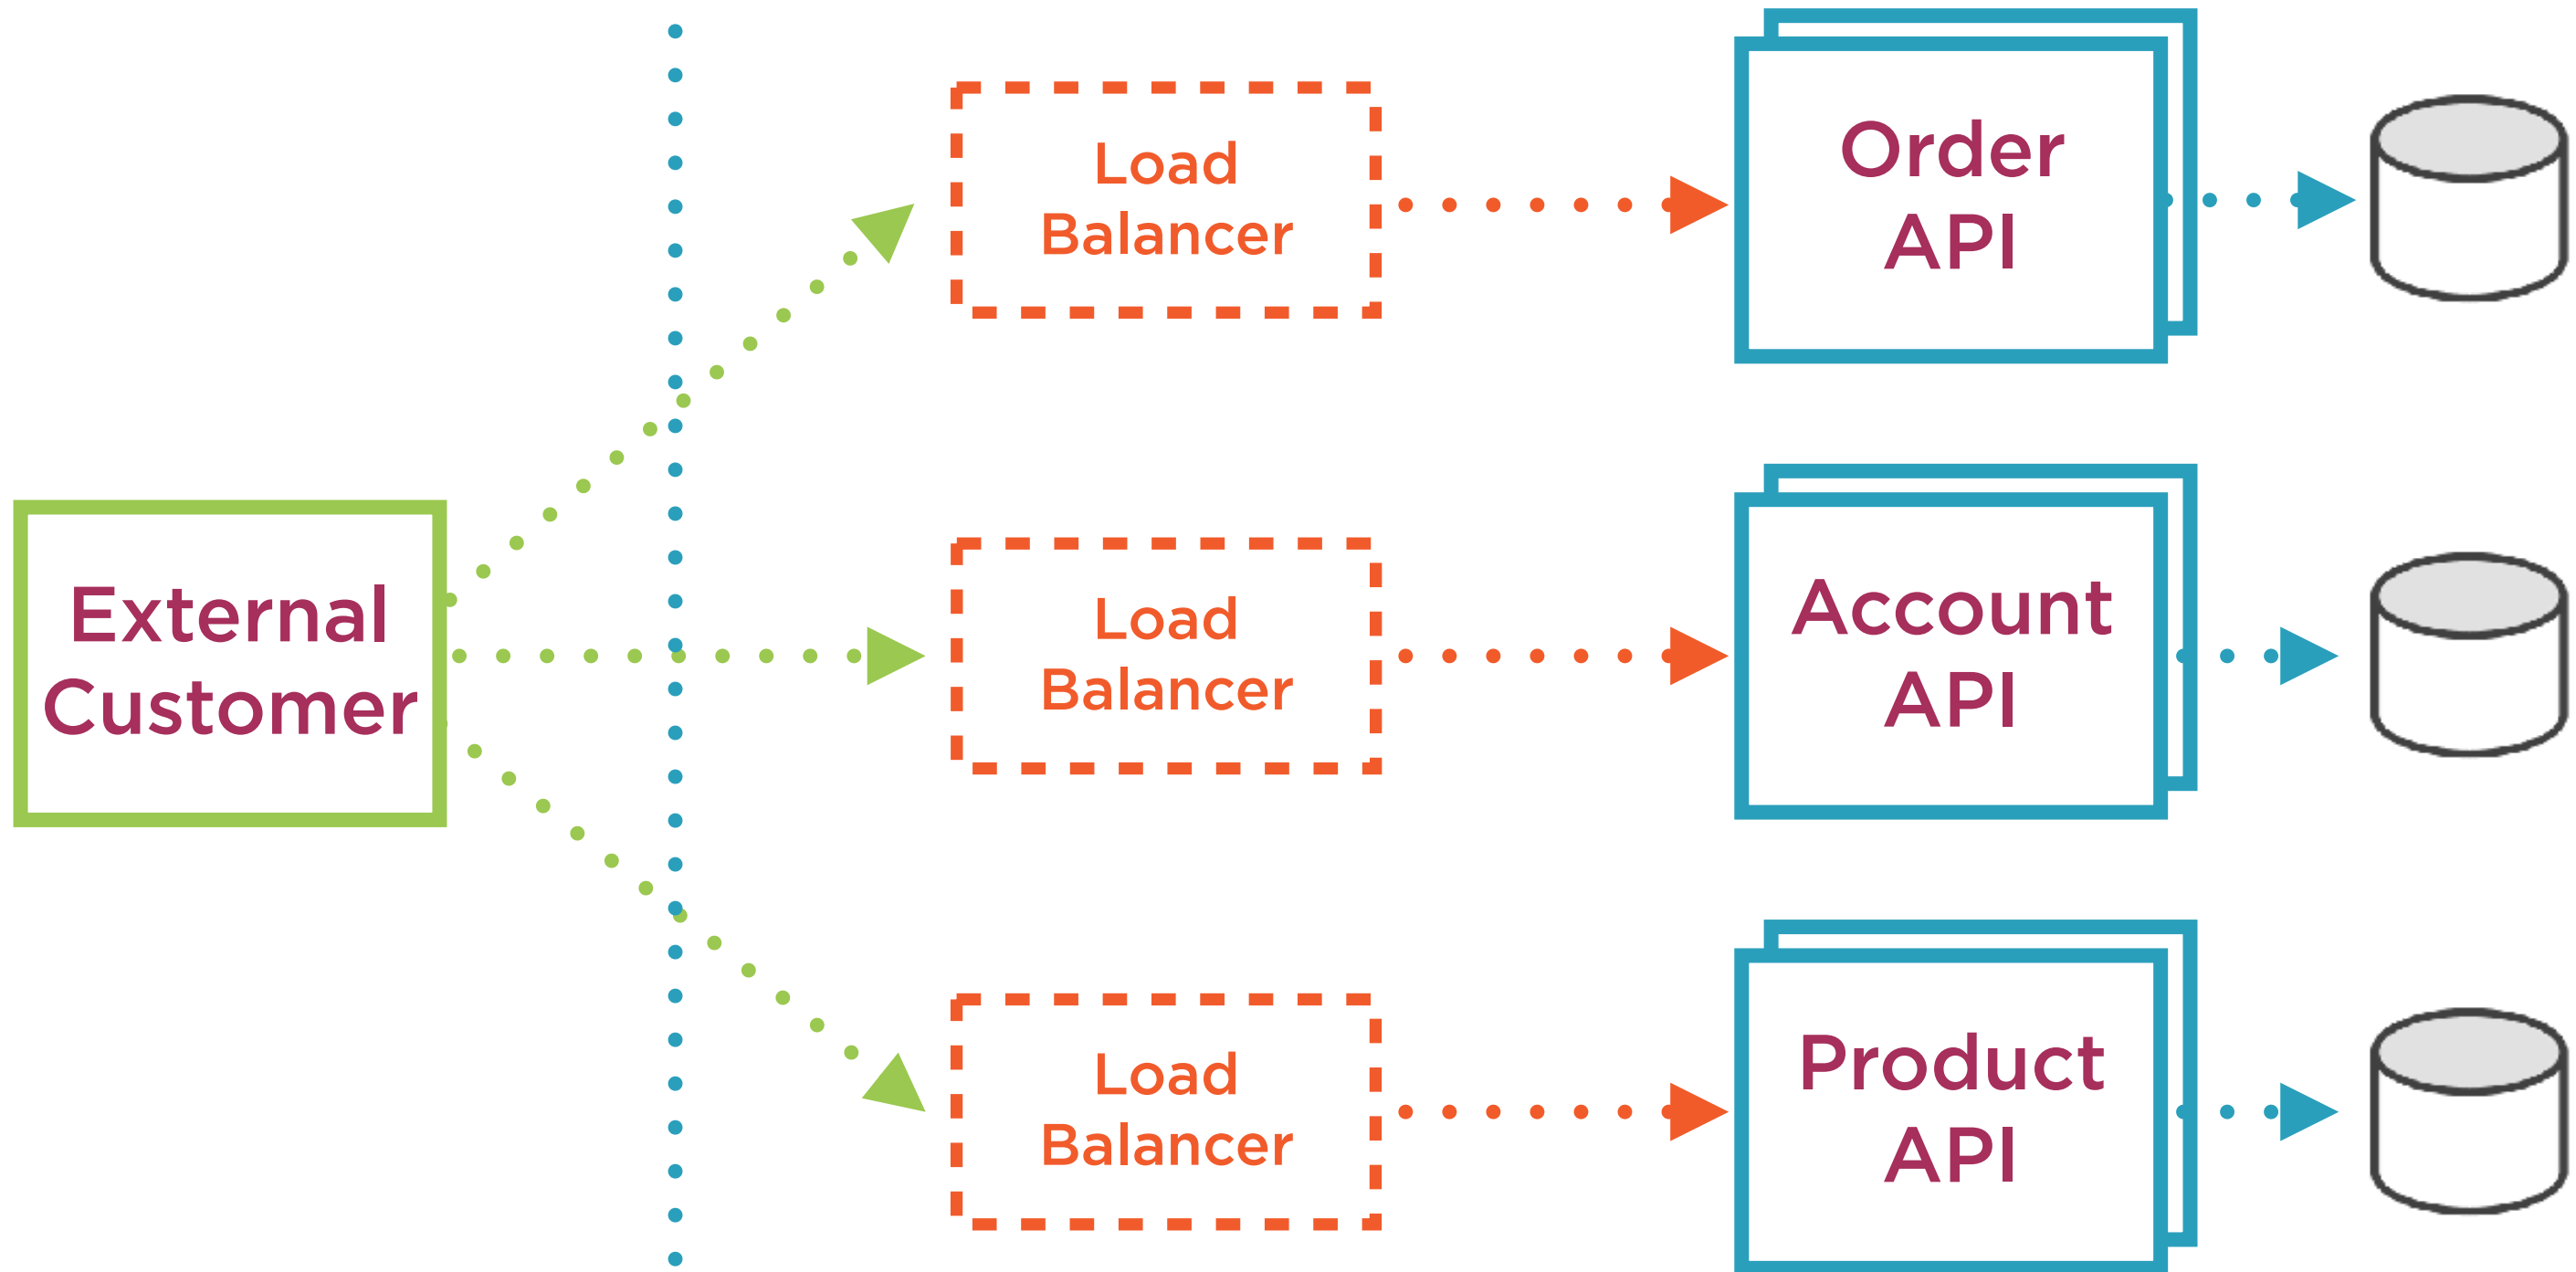 External
Customer
Load
Balancer
Order
API
Load
Balancer
Account
API
Load
Balancer
Product
API